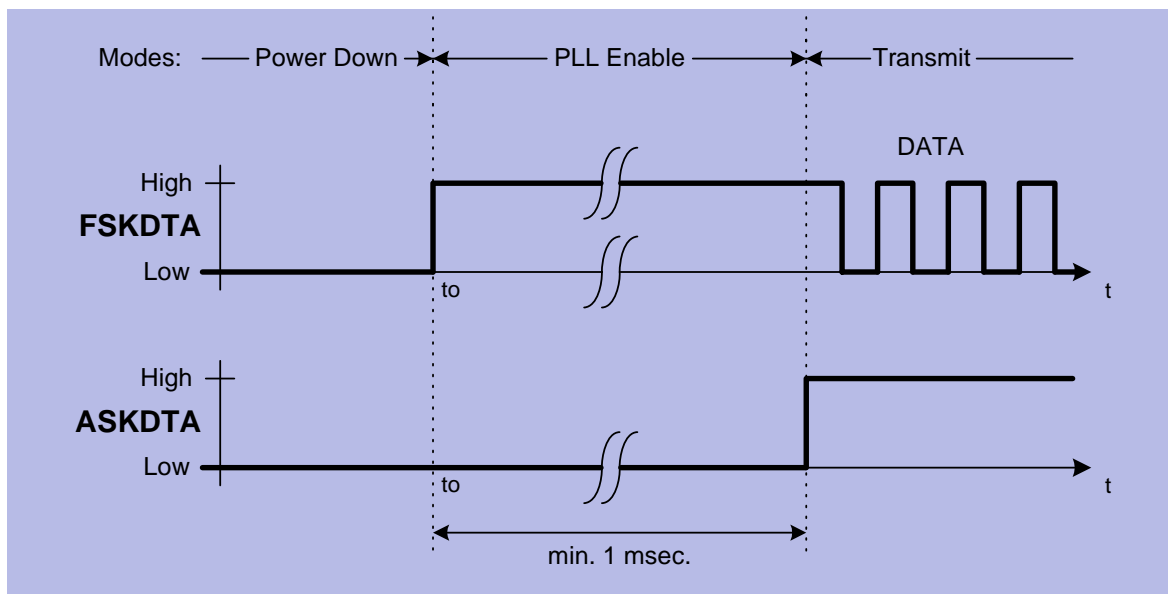 Modes: Power Down PLL Enable Transmit
DATA
High
FSKDTA
Low
to
t
High
ASKDTA
Low
to
t
min. 1 msec.